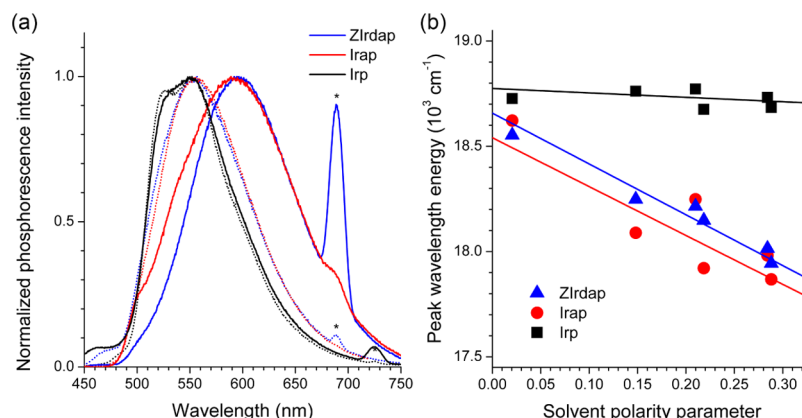 (a)
ZIrdap
Irap
Irp
*
*
*
Normalized phosphorescence intensity
1.0
0.5
0.0
450 500 550 600 650 700 750
Wavelength (nm)
(b)
Peak wavelength energy (10³ cm⁻¹)
19.0
18.5
18.0
17.5
ZIrdap
Irap
Irp
0.00 0.05 0.10 0.15 0.20 0.25 0.30
Solvent polarity parameter